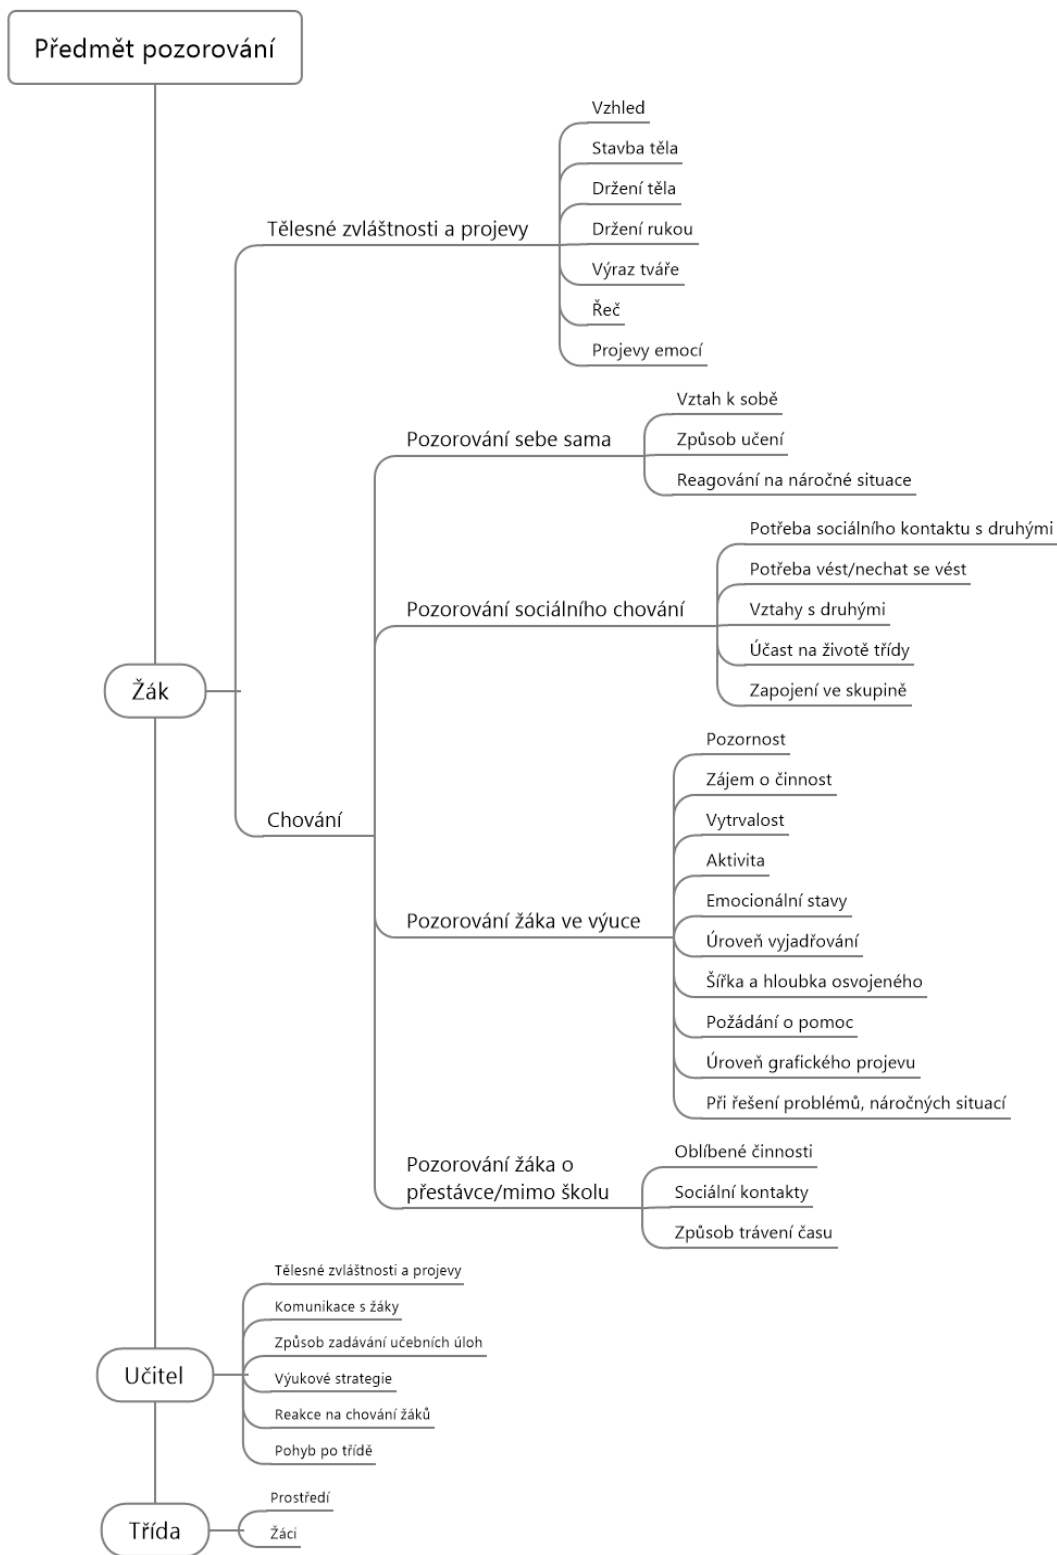 Předmět pozorování
Vzhled
Stavba těla
Držení těla
Tělesné zvláštnosti a projevy
Držení rukou
Výraz tváře
Řeč
Projevy emocí
Vztah k sobě
Pozorování sebe sama
Způsob učení
Reagování na náročné situace
Potřeba sociálního kontaktu s druhými
Potřeba vést/nechat se vést
Pozorování sociálního chování
Vztahy s druhými
Účast na životě třídy
Zapojení ve skupině
Žák
Pozornost
Zájem o činnost
Chování
Vytrvalost
Aktivita
Emocionální stavy
Pozorování žáka ve výuce
Úroveň vyjadřování
Šířka a hloubka osvojeného
Požádání o pomoc
Úroveň grafického projevu
Při řešení problémů, náročných situací
Pozorování žáka o
přestávce/mimo školu
Oblíbené činnosti
Sociální kontakty
Způsob trávení času
Učitel
Tělesné zvláštnosti a projevy
Komunikace s žáky
Způsob zadávání učebních úloh
Výukové strategie
Reakce na chování žáků
Pohyb po třídě
Třída
Prostředí
Žáci